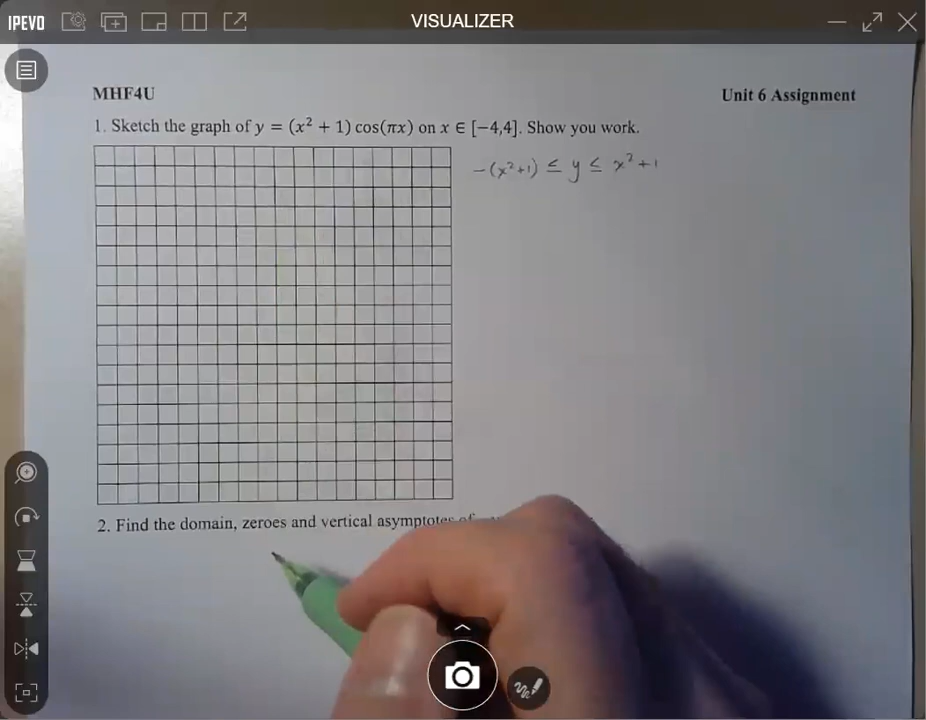 IPEVO VISUALIZER
MHF4U Unit 6 Assignment
1. Sketch the graph of y = (x² + 1) cos(πx) on x ∈ [−4,4]. Show you work.
-(x²+1) ≤ y ≤ x²+1
2. Find the domain, zeroes and vertical asymptotes of